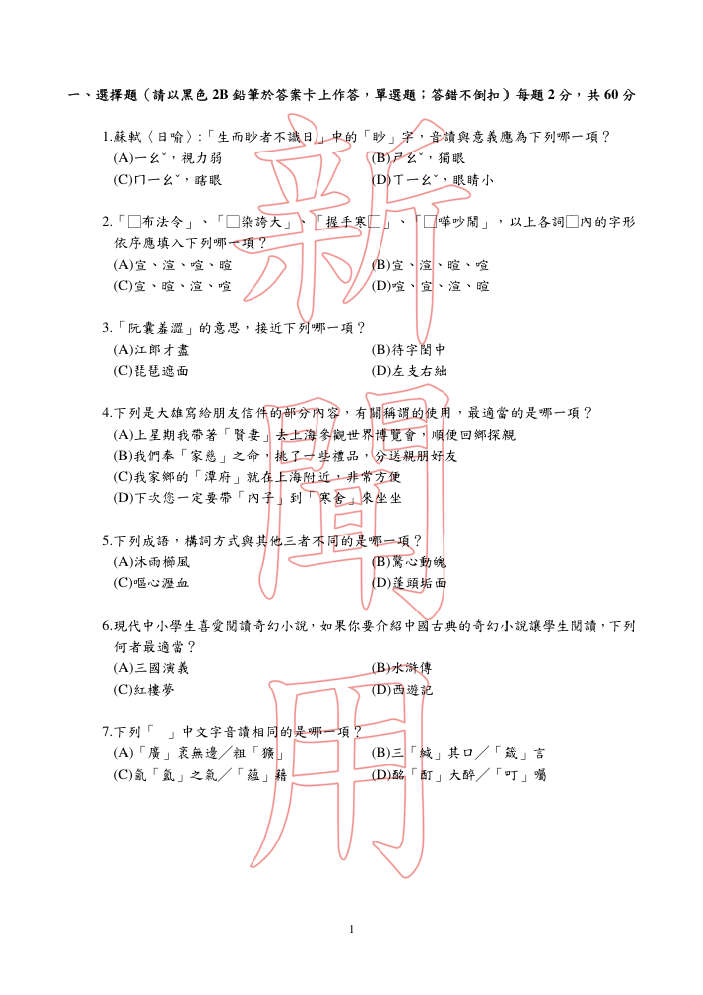 一、選擇題（請以黑色 2B 鉛筆於答案卡上作答，單選題；答錯不倒扣）每題 2 分，共 60 分
1.蘇軾〈日喻〉:「生而眇者不識日」中的「眇」字，音讀與意義應為下列哪一項？
(A)ㄧㄠˇ，視力弱 (B)ㄕㄠˇ，獨眼
(C)ㄇㄧㄠˇ，瞎眼 (D)ㄒㄧㄠˇ，眼睛小
2.「□布法令」、「□染誇大」、「握手寒□」、「□嘩吵鬧」，以上各詞□內的字形
依序應填入下列哪一項？
(A)宣、渲、喧、暄 (B)宣、渲、暄、喧
(C)宣、暄、渲、喧 (D)喧、宣、渲、暄
3.「阮囊羞澀」的意思，接近下列哪一項？
(A)江郎才盡 (B)待字閨中
(C)琵琶遮面 (D)左支右絀
4.下列是大雄寫給朋友信件的部分內容，有關稱謂的使用，最適當的是哪一項？
(A)上星期我帶著「賢妻」去上海參觀世界博覽會，順便回鄉探親
(B)我們奉「家慈」之命，挑了一些禮品，分送親朋好友
(C)我家鄉的「潭府」就在上海附近，非常方便
(D)下次您一定要帶「內子」到「寒舍」來坐坐
5.下列成語，構詞方式與其他三者不同的是哪一項？
(A)沐雨櫛風 (B)驚心動魄
(C)嘔心瀝血 (D)蓬頭垢面
6.現代中小學生喜愛閱讀奇幻小說，如果你要介紹中國古典的奇幻小說讓學生閱讀，下列
何者最適當？
(A)三國演義 (B)水滸傳
(C)紅樓夢 (D)西遊記
7.下列「　」中文字音讀相同的是哪一項？
(A)「廣」袤無邊／粗「獷」 (B)三「緘」其口／「箴」言
(C)氤「氳」之氣／「蘊」藉 (D)酩「酊」大醉／「叮」嚀
新聞用
1